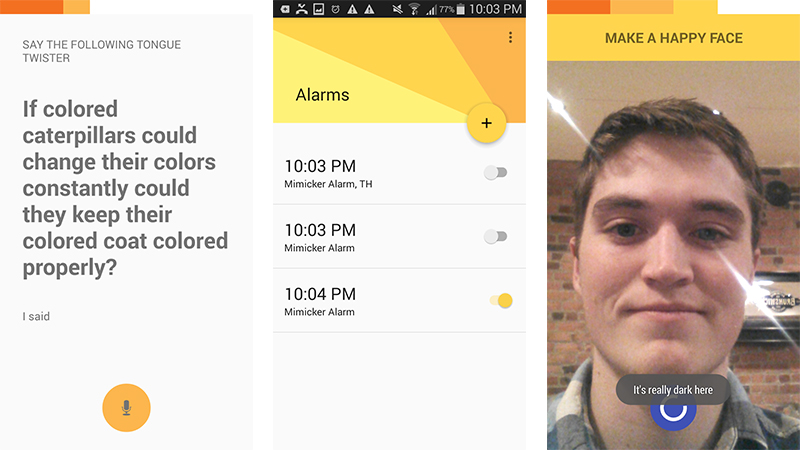 SAY THE FOLLOWING TONGUE
TWISTER
If colored
caterpillars could
change their colors
constantly could
they keep their
colored coat colored
properly?
I said
77% 10:03 PM
Alarms
+
10:03 PM
Mimicker Alarm, TH
10:03 PM
Mimicker Alarm
10:04 PM
Mimicker Alarm
MAKE A HAPPY FACE
It's really dark here